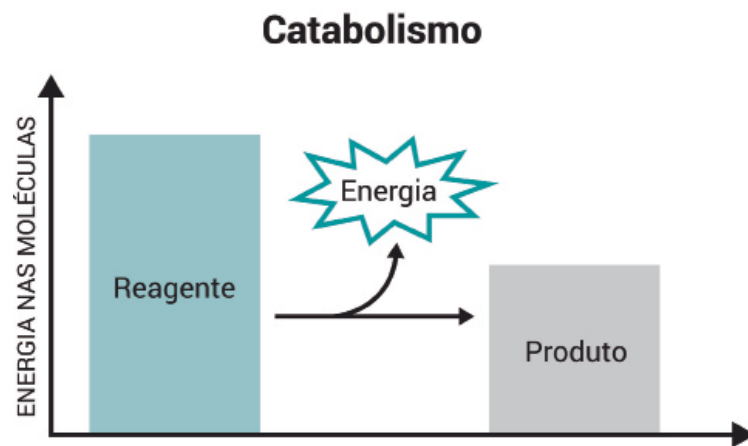 Catabolismo
ENERGIA NAS MOLÉCULAS
Energia
Reagente
Produto